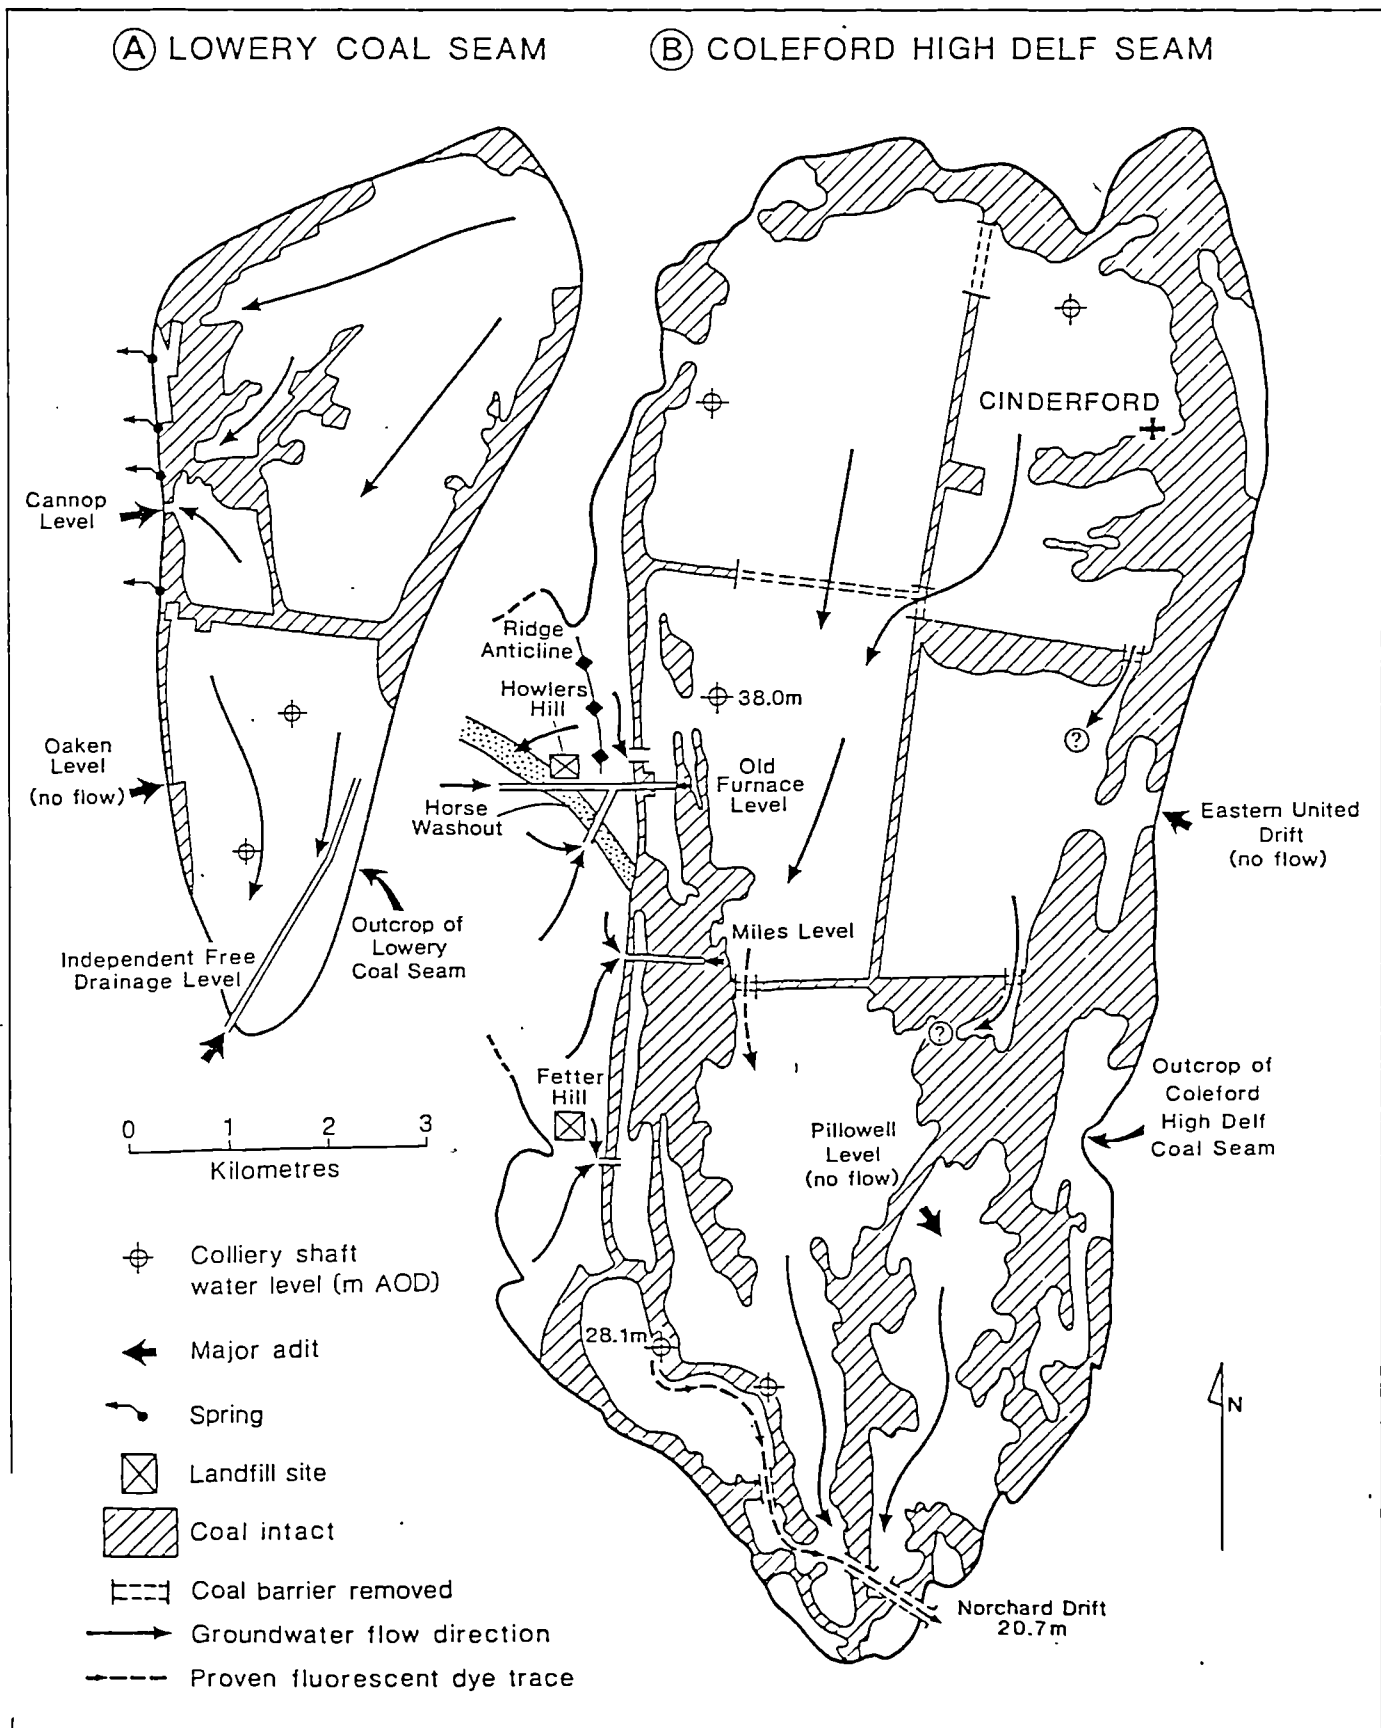 A LOWERY COAL SEAM
B COLEFORD HIGH DELF SEAM
CINDERFORD
Cannop
Level
Ridge
Anticline
Howlers
Hill
38.0m
?
Oaken
Level
(no flow)
Old
Furnace
Level
Horse
Washout
Eastern United
Drift
(no flow)
Outcrop of
Lowery
Coal Seam
Independent Free
Drainage Level
Miles Level
?
Fetter
Hill
Outcrop of
Coleford
High Delf
Coal Seam
Pillowell
Level
(no flow)
0 1 2 3
Kilometres
28.1m
Colliery shaft
water level (m AOD)
Major adit
Spring
Landfill site
Coal intact
Coal barrier removed
Groundwater flow direction
Proven fluorescent dye trace
N
Norchard Drift
20.7m